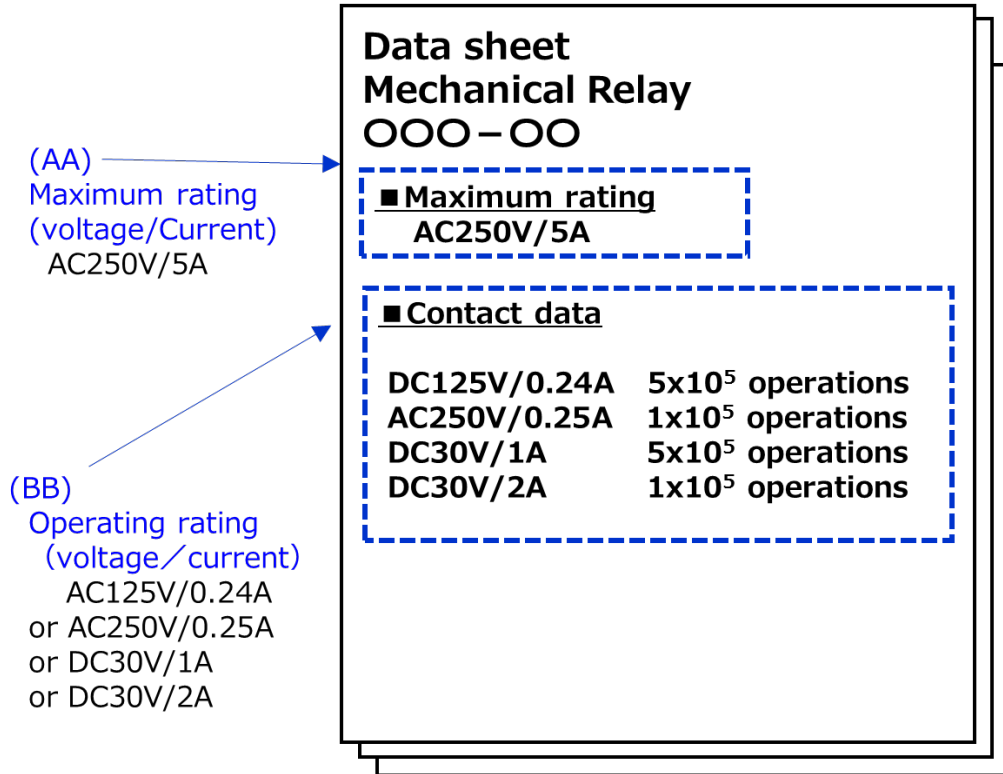 Data sheet
Mechanical Relay
〇〇〇−〇〇
(AA)
Maximum rating
(voltage/Current)
AC250V/5A
■Maximum rating
AC250V/5A
■Contact data
DC125V/0.24A 5x10⁵ operations
AC250V/0.25A 1x10⁵ operations
DC30V/1A 5x10⁵ operations
DC30V/2A 1x10⁵ operations
(BB)
Operating rating
（voltage／current）
AC125V/0.24A
or AC250V/0.25A
or DC30V/1A
or DC30V/2A